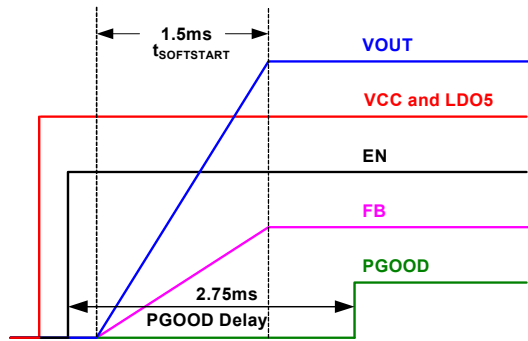 1.5ms
tSOFTSTART
VOUT
VCC and LDO5
EN
FB
PGOOD
2.75ms
PGOOD Delay